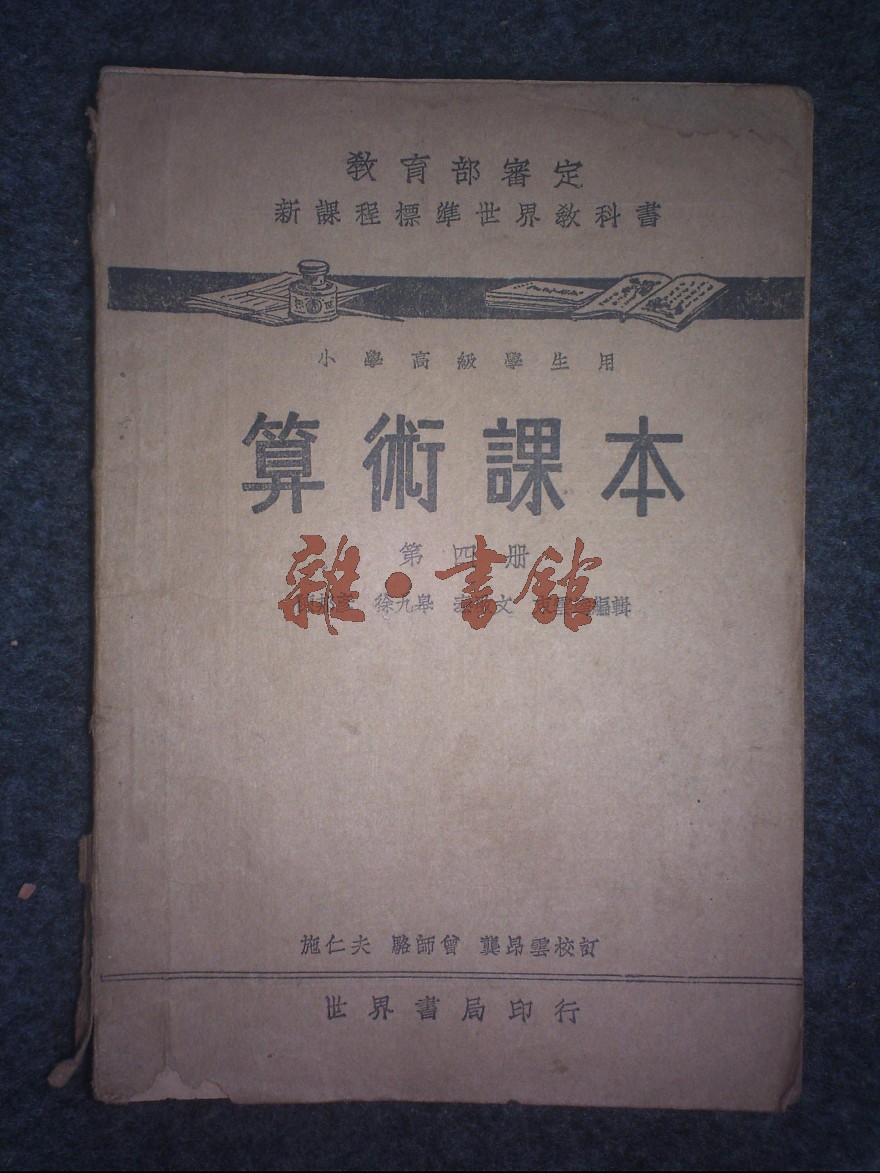 教育部審定
新課程標準世界教科書
小學高級學生用
算術課本
第四册
徐九皋 編輯
雜·書館
施仁夫 駱師曾 龔昂雲校訂
世界書局印行